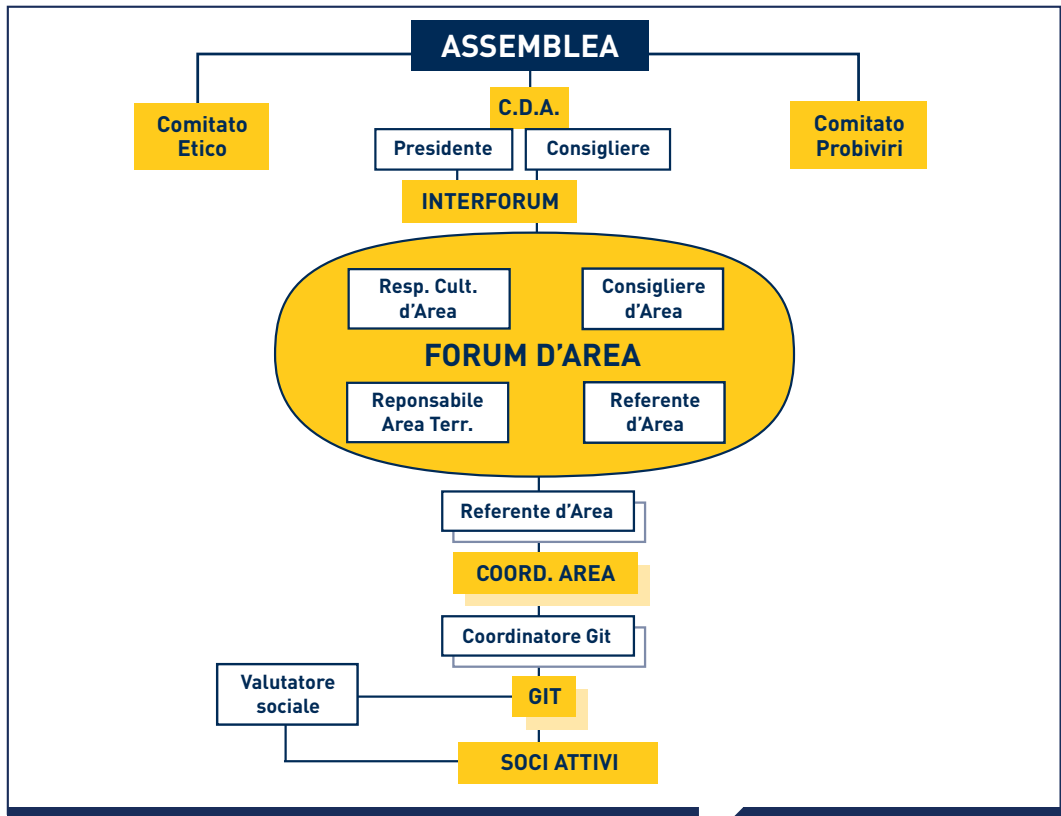 ASSEMBLEA
Comitato
Etico
C.D.A.
Comitato
Probiviri
Presidente
Consigliere
INTERFORUM
Resp. Cult.
d’Area
Consigliere
d’Area
FORUM D’AREA
Reponsabile
Area Terr.
Referente
d’Area
Referente d’Area
COORD. AREA
Coordinatore Git
Valutatore
sociale
GIT
SOCI ATTIVI